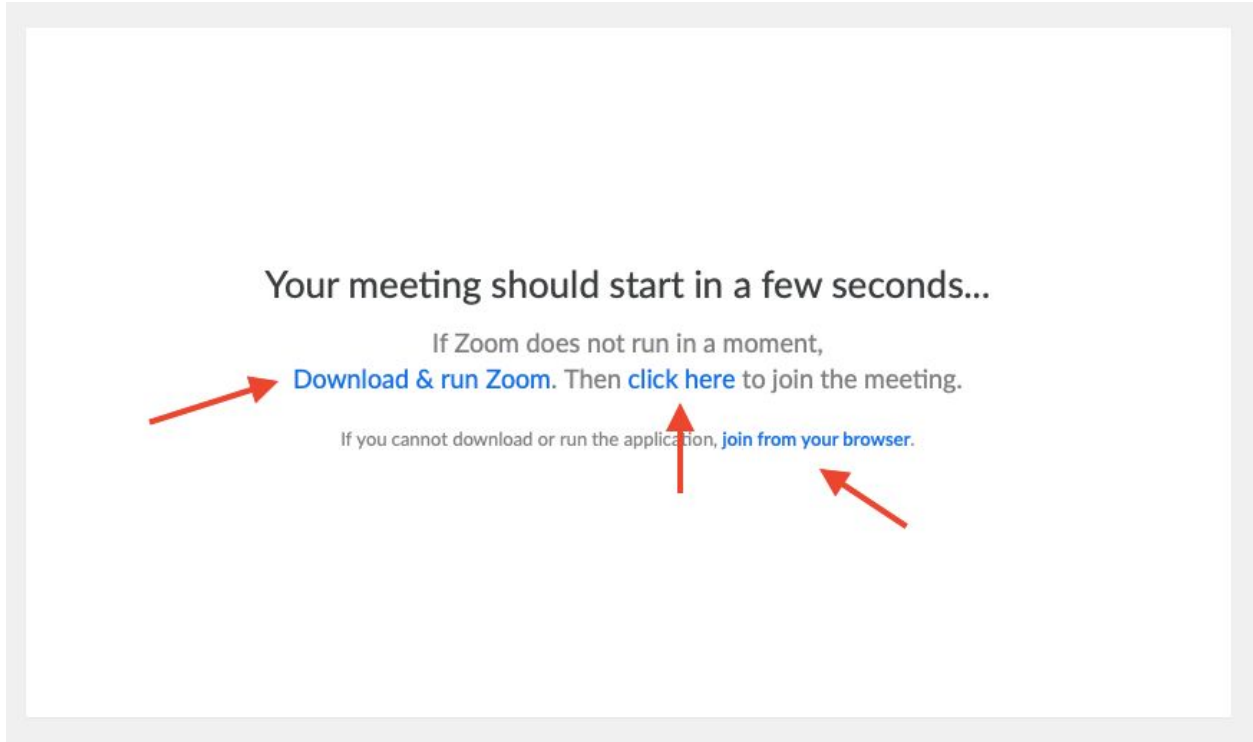 Your meeting should start in a few seconds...
If Zoom does not run in a moment,
Download & run Zoom. Then click here to join the meeting.
If you cannot download or run the application, join from your browser.